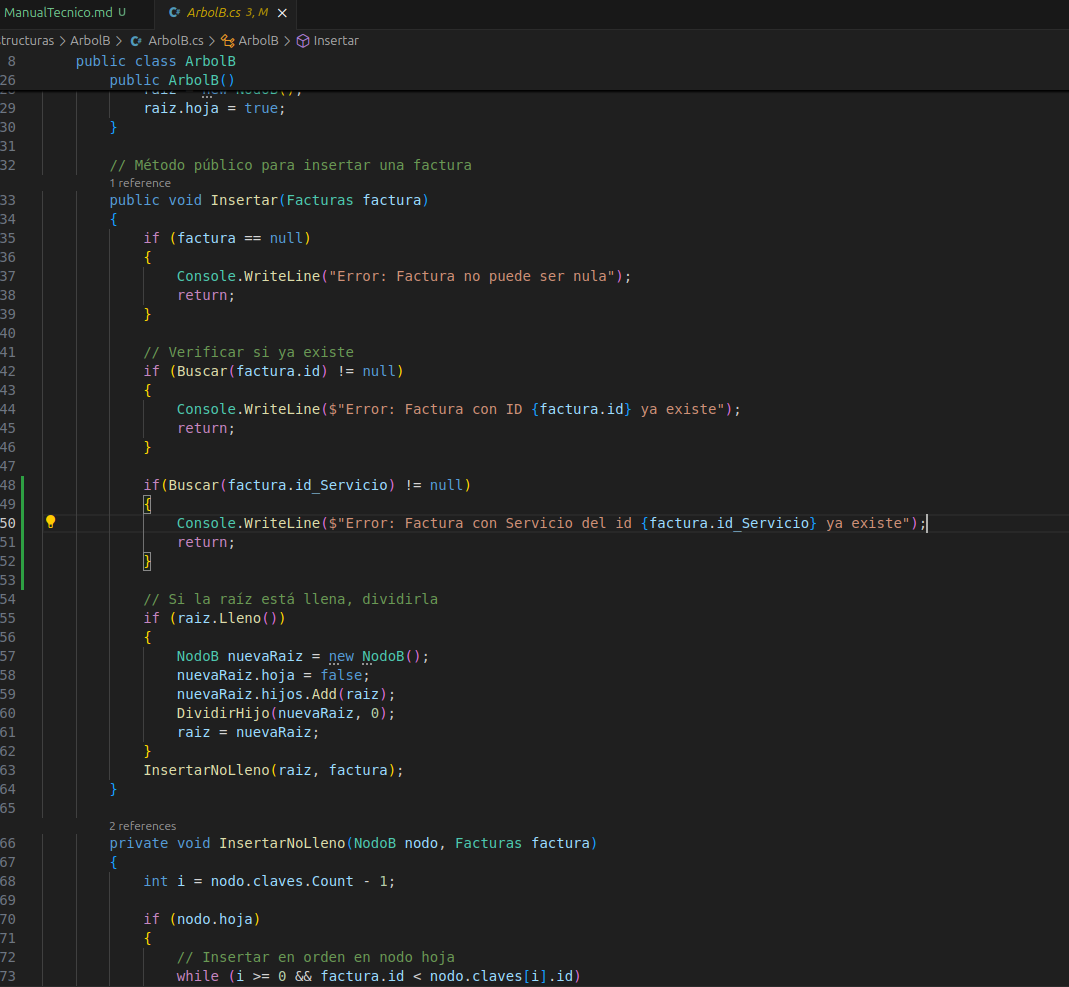 ManualTecnico.md U ArbolB.cs 3, M
tructuras > ArbolB > ArbolB.cs > ArbolB > Insertar
8 public class ArbolB
26 public ArbolB()
29 raiz.hoja = true;
30 }
31
32 // Método público para insertar una factura
1 reference
33 public void Insertar(Facturas factura)
34 {
35 if (factura == null)
36 {
37 Console.WriteLine("Error: Factura no puede ser nula");
38 return;
39 }
40
41 // Verificar si ya existe
42 if (Buscar(factura.id) != null)
43 {
44 Console.WriteLine($"Error: Factura con ID {factura.id} ya existe");
45 return;
46 }
47
48 if(Buscar(factura.id_Servicio) != null)
49 {
50 Console.WriteLine($"Error: Factura con Servicio del id {factura.id_Servicio} ya existe");
51 return;
52 }
53
54 // Si la raíz está llena, dividirla
55 if (raiz.Lleno())
56 {
57 NodoB nuevaRaiz = new NodoB();
58 nuevaRaiz.hoja = false;
59 nuevaRaiz.hijos.Add(raiz);
60 DividirHijo(nuevaRaiz, 0);
61 raiz = nuevaRaiz;
62 }
63 InsertarNoLleno(raiz, factura);
64 }
65
2 references
66 private void InsertarNoLleno(NodoB nodo, Facturas factura)
67 {
68 int i = nodo.claves.Count - 1;
69
70 if (nodo.hoja)
71 {
72 // Insertar en orden en nodo hoja
73 while (i >= 0 && factura.id < nodo.claves[i].id)